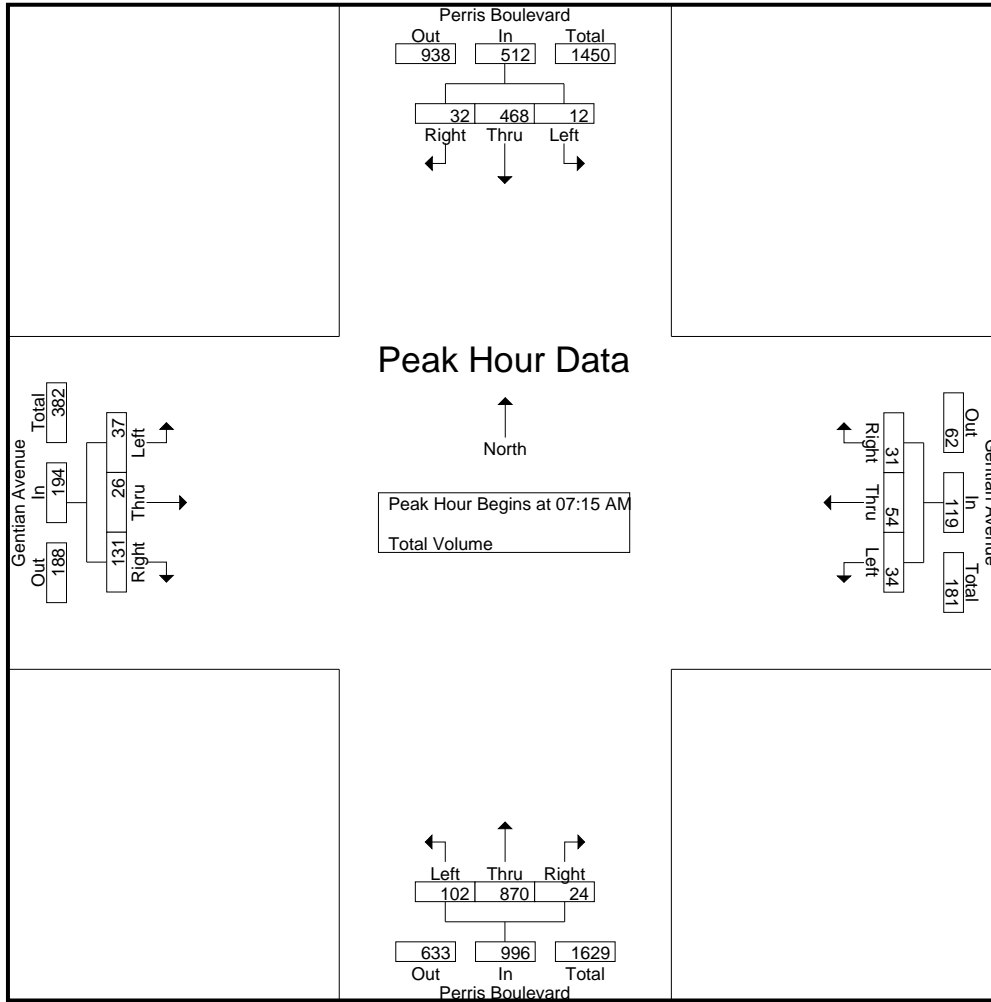 Perris Boulevard
Out In Total
938 512 1450
32 468 12
Right Thru Left
Peak Hour Data
North
Peak Hour Begins at 07:15 AM
Total Volume
Gentian Avenue
Total In Out
382 194 188
37 26 131
Left Thru Right
Right Thru Left
31 54 34
62 119 181
Out In Total
Gentian Avenue
Left Thru Right
102 870 24
633 996 1629
Out In Total
Perris Boulevard